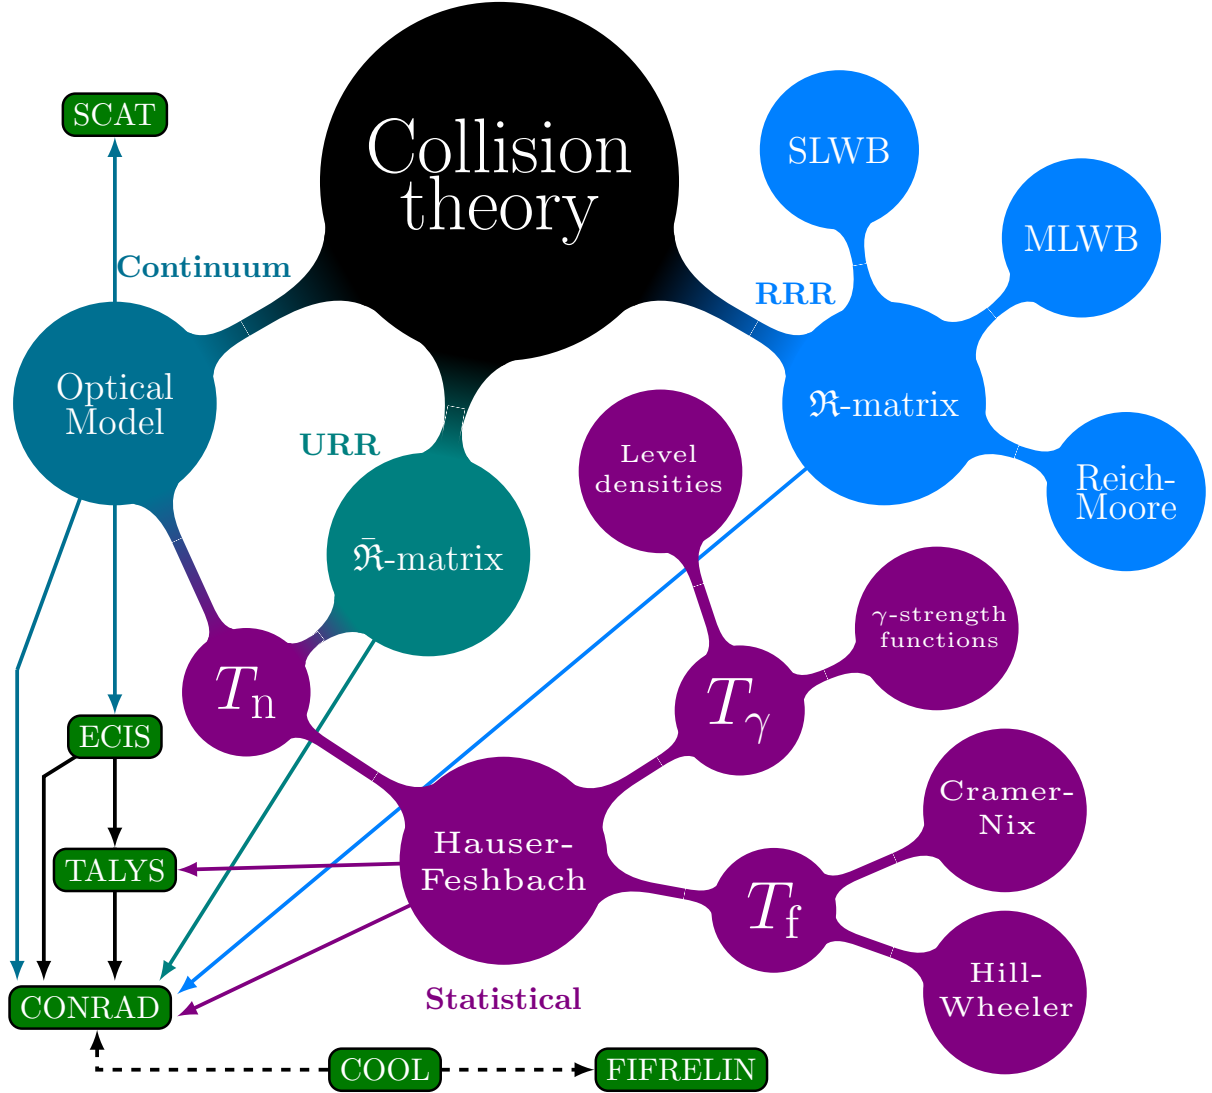 SCAT
Collision
theory
SLWB
MLWB
Continuum
RRR
Optical
Model
ℜ-matrix
URR
Level
densities
Reich-
Moore
ℜ̄-matrix
γ-strength
functions
Tn
Tγ
ECIS
Cramer-
Nix
Hauser-
Feshbach
TALYS
Tf
Hill-
Wheeler
CONRAD
Statistical
COOL
FIFRELIN